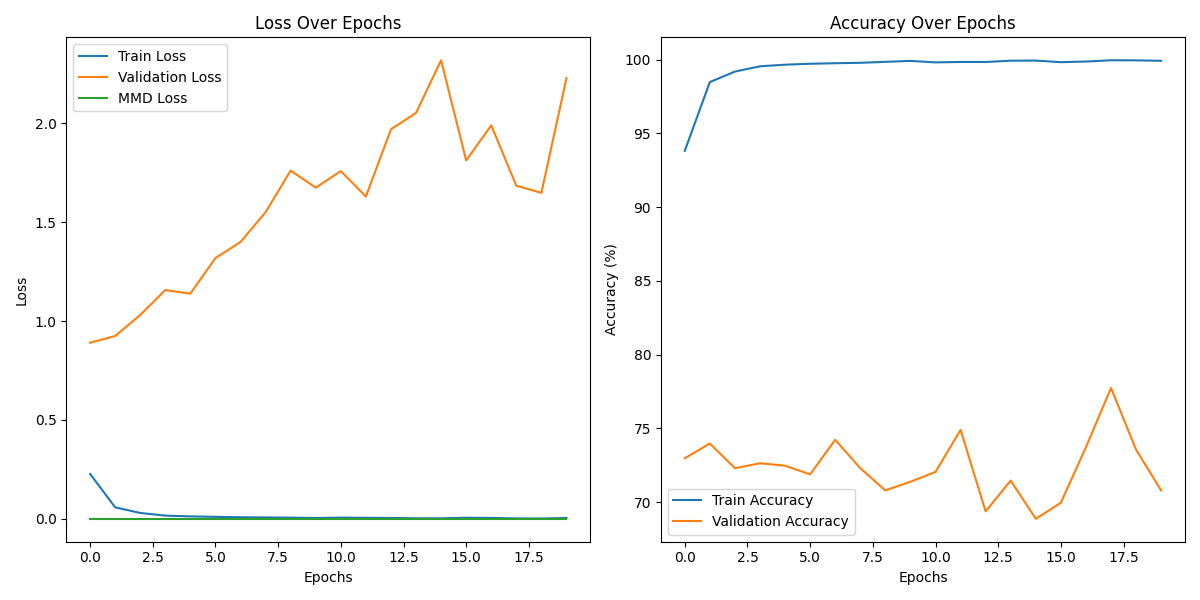 Loss Over Epochs
Train Loss
Validation Loss
MMD Loss
2.0
1.5
1.0
0.5
0.0
Loss
0.0 2.5 5.0 7.5 10.0 12.5 15.0 17.5
Epochs
Accuracy Over Epochs
100
95
90
85
80
75
70
Accuracy (%)
Train Accuracy
Validation Accuracy
0.0 2.5 5.0 7.5 10.0 12.5 15.0 17.5
Epochs